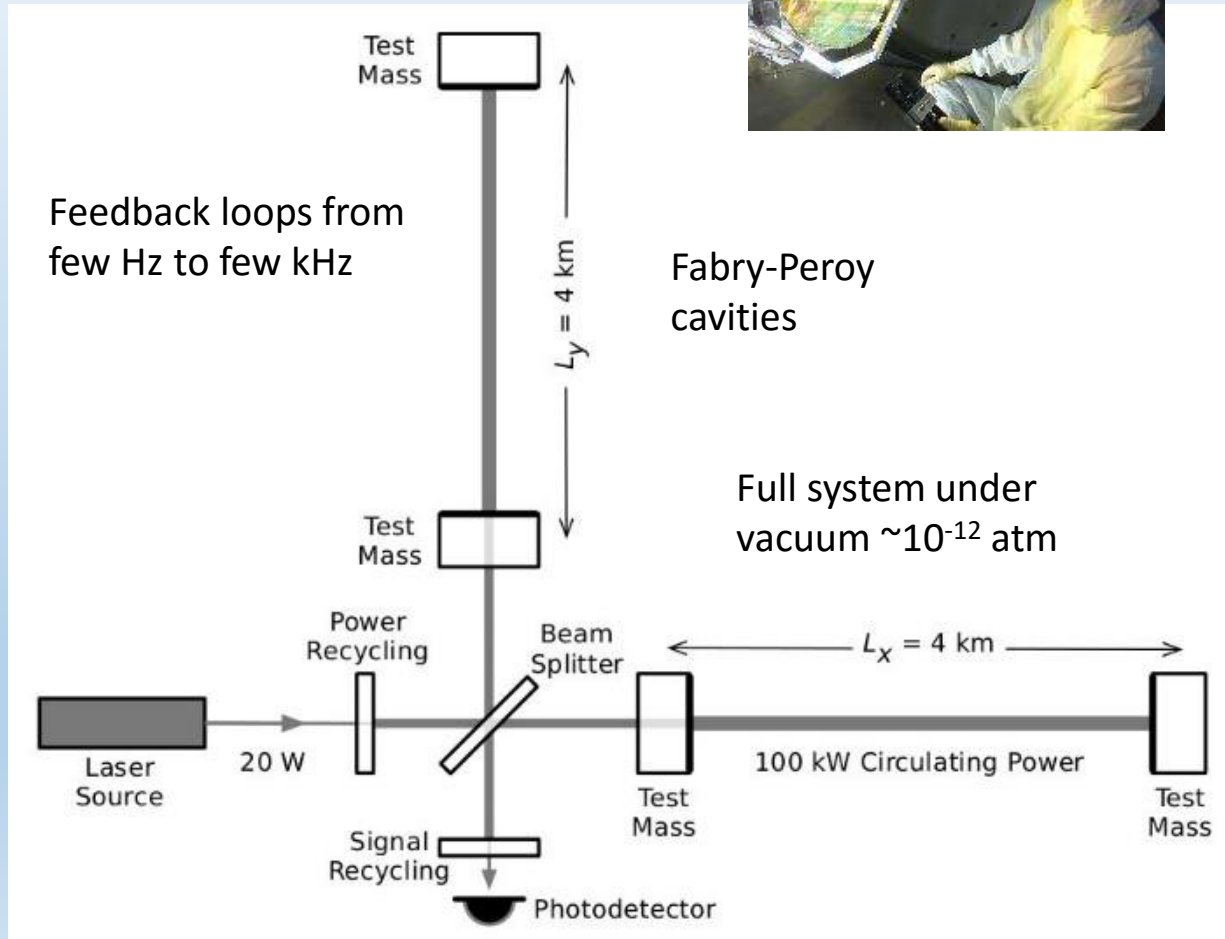 Test
Mass
Feedback loops from
few Hz to few kHz
L_y = 4 km
Fabry-Peroy
cavities
Full system under
vacuum ~10⁻¹² atm
Test
Mass
Power
Recycling
Beam
Splitter
Lₓ = 4 km
Laser
Source
20 W
100 kW Circulating Power
Test
Mass
Test
Mass
Signal
Recycling
Photodetector